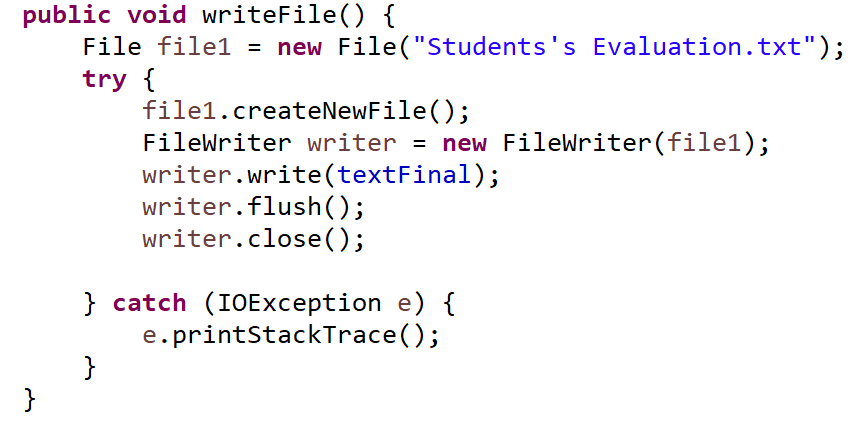 public void writeFile() {
    File file1 = new File("Students's Evaluation.txt");
    try {
        file1.createNewFile();
        FileWriter writer = new FileWriter(file1);
        writer.write(textFinal);
        writer.flush();
        writer.close();

    } catch (IOException e) {
        e.printStackTrace();
    }
}